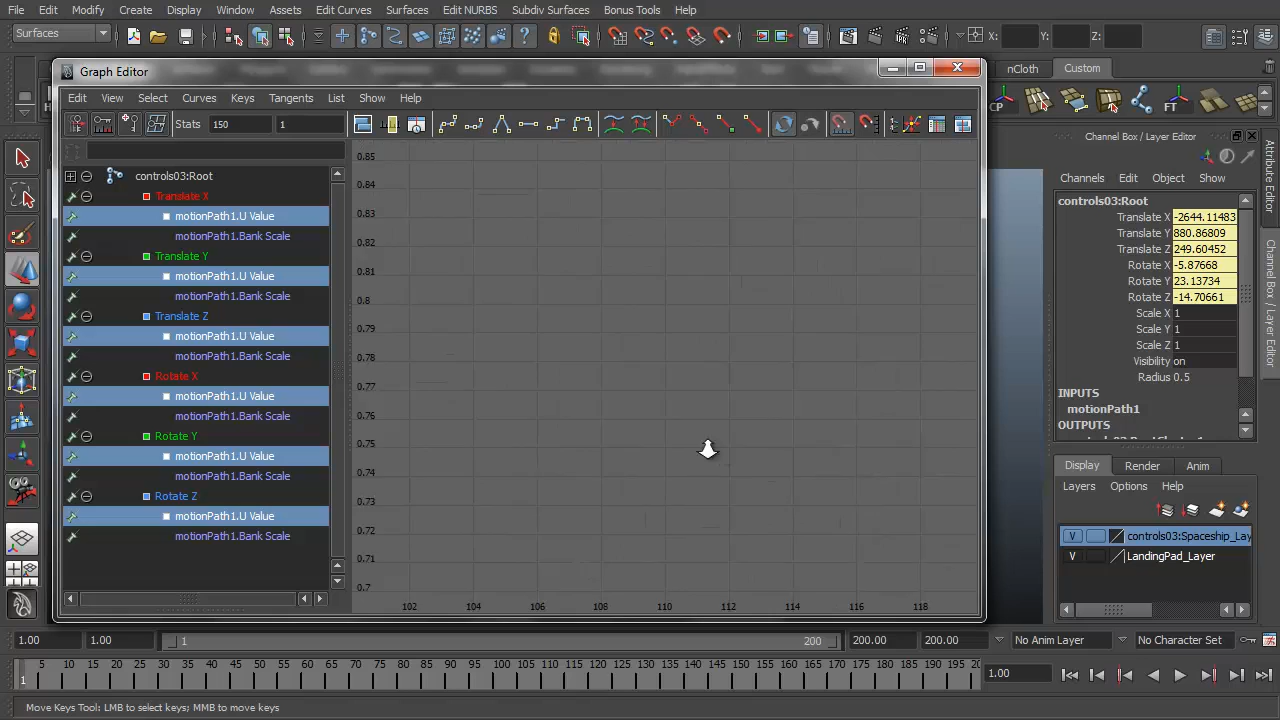 File Edit Modify Create Display Window Assets Edit Curves Surfaces Edit NURBS Subdiv Surfaces Bonus Tools Help
Surfaces X: Y: Z:
Graph Editor
nCloth Custom
Edit View Select Curves Keys Tangents List Show Help
CP FT
Stats 150 1
Channel Box / Layer Editor
Channels Edit Object Show
controls03:Root
Translate X -2644.11483
Translate Y 880.86809
Translate Z 249.60452
Rotate X -5.87668
Rotate Y 23.13734
Rotate Z -14.70661
Scale X 1
Scale Y 1
Scale Z 1
Visibility on
Radius 0.5
INPUTS
motionPath1
OUTPUTS
Attribute Editor
Channel Box / Layer Editor
controls03:Root
Translate X
motionPath1.U Value
motionPath1.Bank Scale
Translate Y
motionPath1.U Value
motionPath1.Bank Scale
Translate Z
motionPath1.U Value
motionPath1.Bank Scale
Rotate X
motionPath1.U Value
motionPath1.Bank Scale
Rotate Y
motionPath1.U Value
motionPath1.Bank Scale
Rotate Z
motionPath1.U Value
motionPath1.Bank Scale
0.85
0.84
0.83
0.82
0.81
0.8
0.79
0.78
0.77
0.76
0.75
0.74
0.73
0.72
0.71
0.7
102 104 106 108 110 112 114 116 118
Display Render Anim
Layers Options Help
V controls03:Spaceship_Lay
V LandingPad_Layer
1.00 1.00 1 200 200.00 200.00 No Anim Layer No Character Set
5 10 15 20 25 30 35 40 45 50 55 60 65 70 75 80 85 90 95 100 105 110 115 120 125 130 135 140 145 150 155 160 165 170 175 180 185 190 195 20
1 1.00
Move Keys Tool: LMB to select keys; MMB to move keys